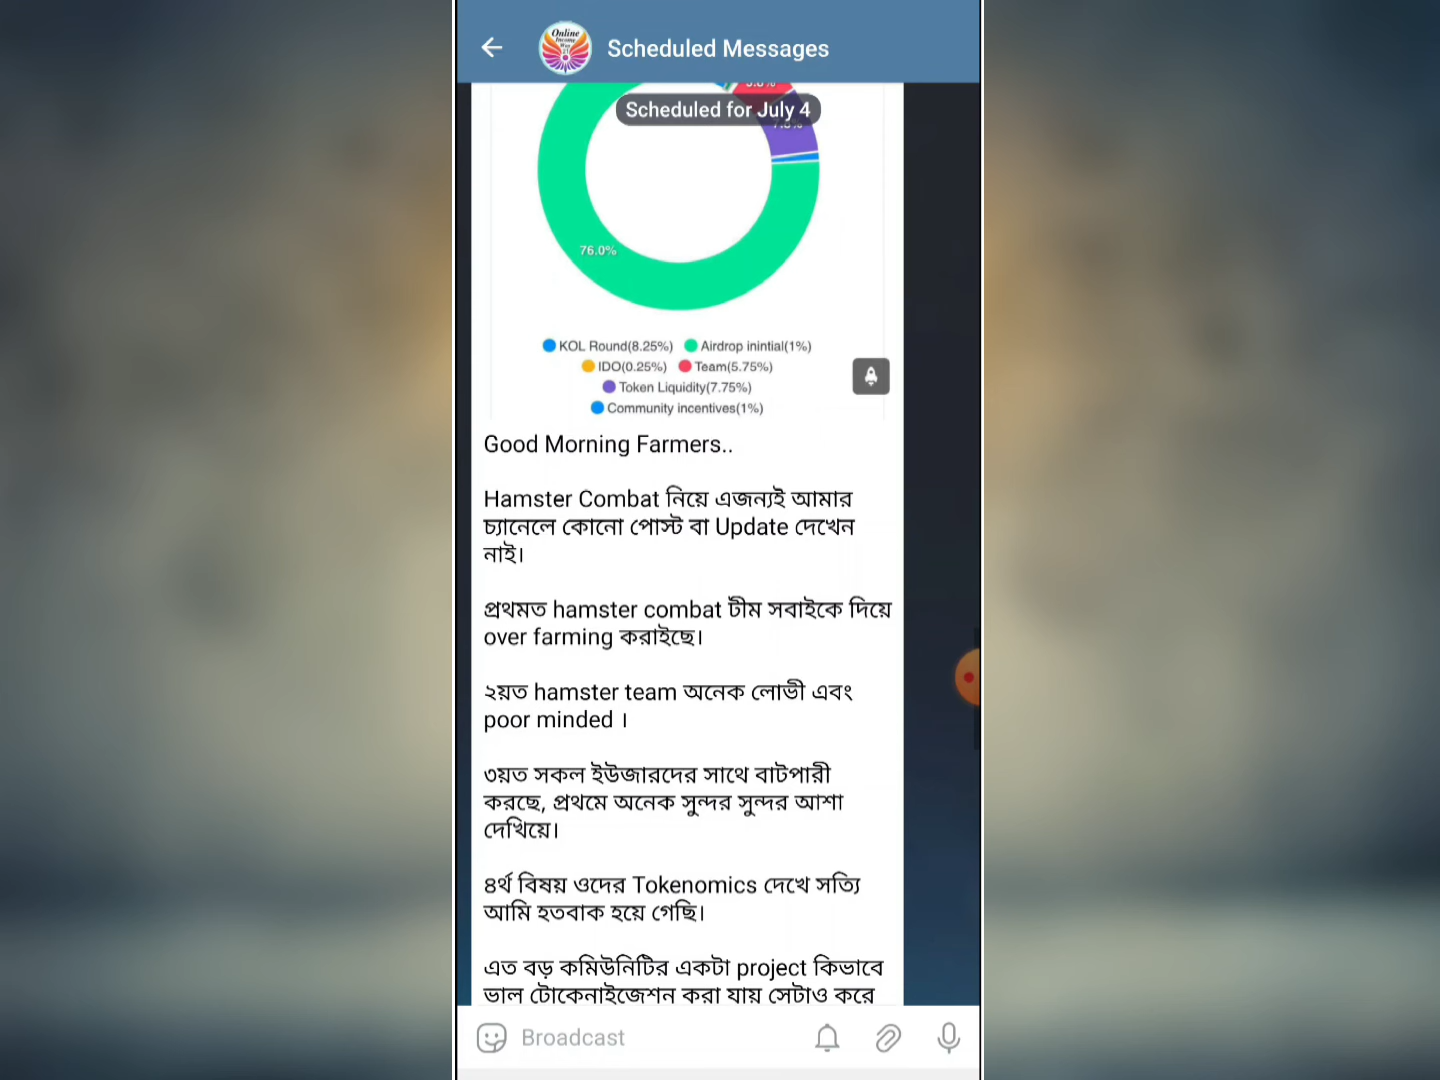 Online
Income
Scheduled Messages
Scheduled for July 4
76.0%
KOL Round(8.25%) Airdrop inintial(1%)
IDO(0.25%) Team(5.75%)
Token Liquidity(7.75%)
Community incentives(1%)
Good Morning Farmers..
Hamster Combat নিয়ে এজন্যই আমার
চ্যানেলে কোনো পোস্ট বা Update দেখেন
নাই।
প্রথমত hamster combat টীম সবাইকে দিয়ে
over farming করাইছে।
২য়ত hamster team অনেক লোভী এবং
poor minded ।
৩য়ত সকল ইউজারদের সাথে বাটপারী
করছে, প্রথমে অনেক সুন্দর সুন্দর আশা
দেখিয়ে।
৪র্থ বিষয় ওদের Tokenomics দেখে সত্যি
আমি হতবাক হয়ে গেছি।
এত বড় কমিউনিটির একটা project কিভাবে
ভাল টোকেনাইজেশন করা যায় সেটাও করে
Broadcast